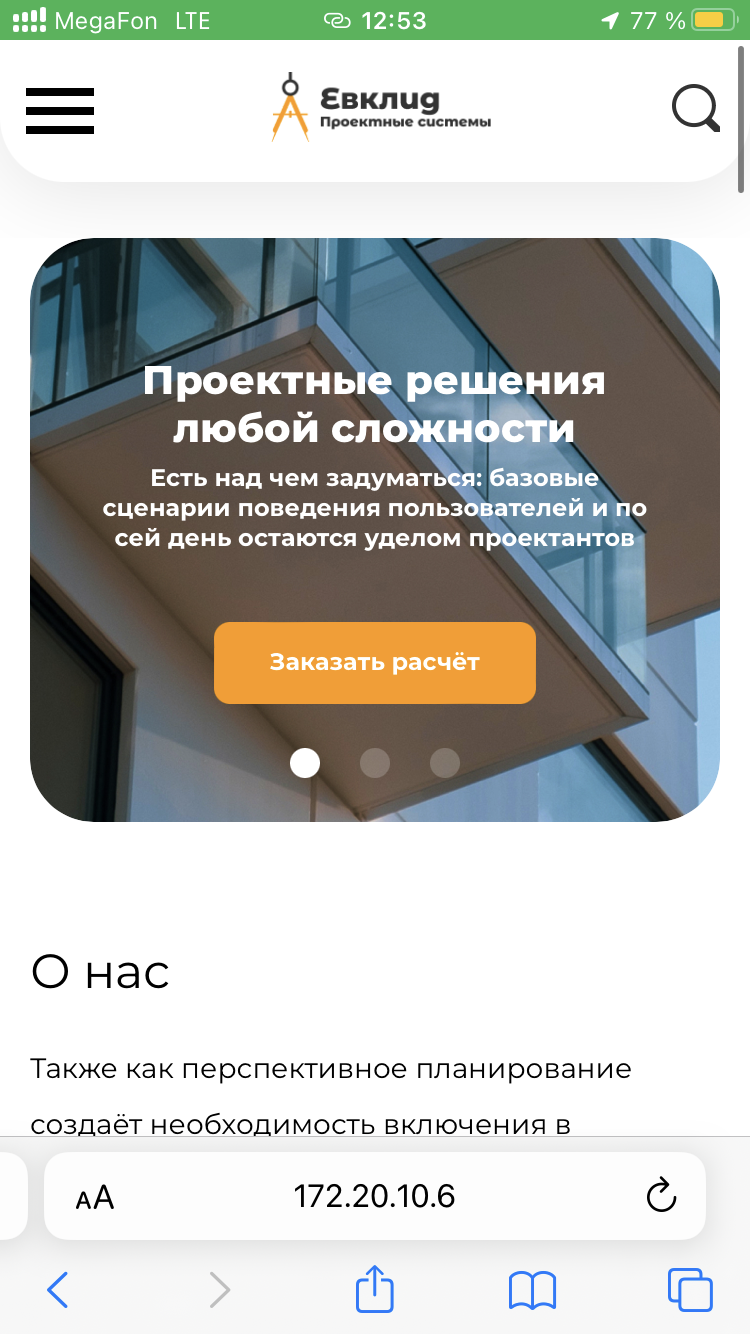 MegaFon LTE 12:53 77 %
Евклид
Проектные системы
Проектные решения
любой сложности
Есть над чем задуматься: базовые
сценарии поведения пользователей и по
сей день остаются уделом проектантов
Заказать расчёт
О нас
Также как перспективное планирование
создаёт необходимость включения в
AA 172.20.10.6